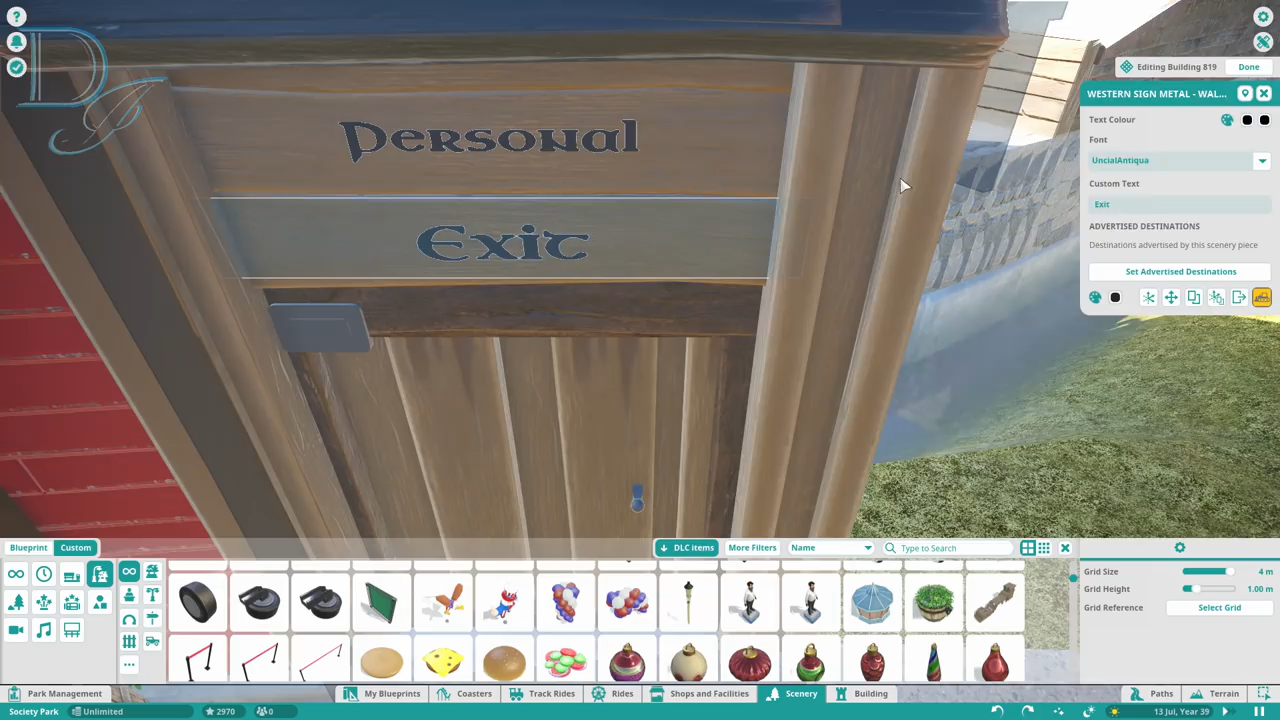 Personal
Exit
Editing Building 819
Done
WESTERN SIGN METAL - WAL...
Text Colour
Font
UncialAntiqua
Custom Text
Exit
ADVERTISED DESTINATIONS
Destinations advertised by this scenery piece
Set Advertised Destinations
Blueprint
Custom
DLC items
More Filters
Name
Type to Search
Grid Size
4 m
Grid Height
1.00 m
Grid Reference
Select Grid
Park Management
My Blueprints
Coasters
Track Rides
Rides
Shops and Facilities
Scenery
Building
Paths
Terrain
Society Park
Unlimited
2970
0
13 Jul, Year 39